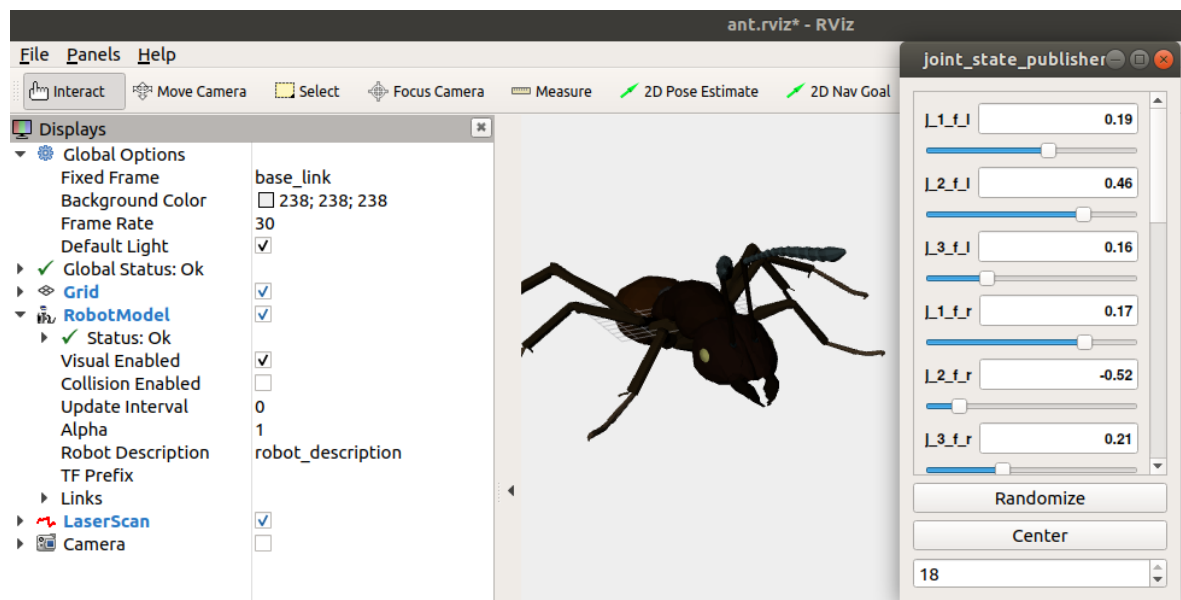 ant.rviz* - RViz
File Panels Help
Interact Move Camera Select Focus Camera Measure 2D Pose Estimate 2D Nav Goal
Displays
Global Options
Fixed Frame base_link
Background Color 238; 238; 238
Frame Rate 30
Default Light
Global Status: Ok
Grid
RobotModel
Status: Ok
Visual Enabled
Collision Enabled
Update Interval 0
Alpha 1
Robot Description robot_description
TF Prefix
Links
LaserScan
Camera
joint_state_publisher
j_1_f_l 0.19
j_2_f_l 0.46
j_3_f_l 0.16
j_1_f_r 0.17
j_2_f_r -0.52
j_3_f_r 0.21
Randomize
Center
18